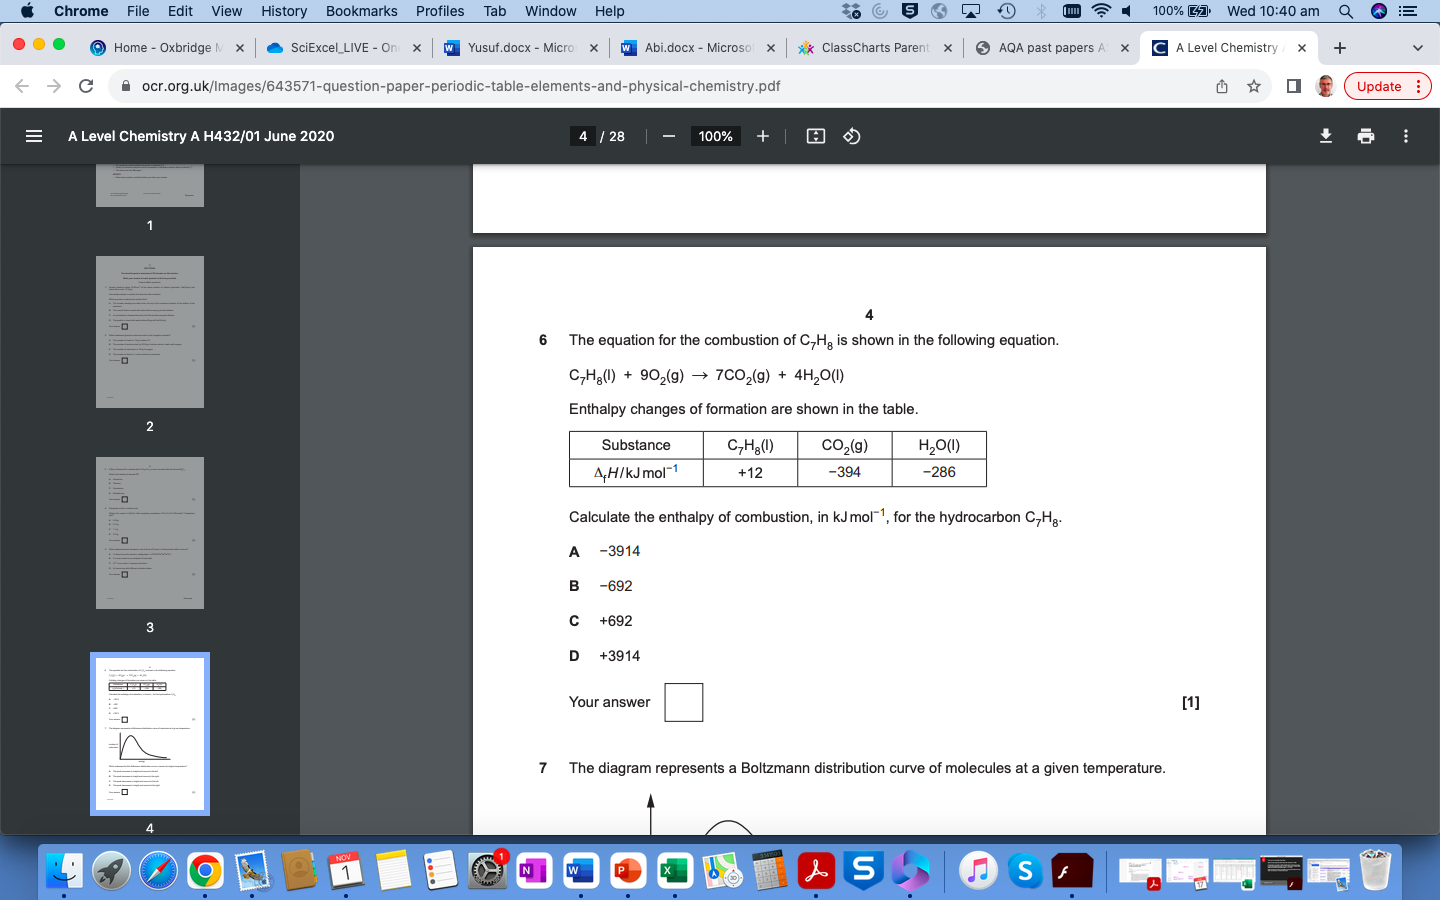 Chrome File Edit View History Bookmarks Profiles Tab Window Help 100% Wed 10:40 am
Home - Oxbridge M
SciExcel_LIVE - On
Yusuf.docx - Micro
Abi.docx - Microso
ClassCharts Parent
AQA past papers A
A Level Chemistry
ocr.org.uk/Images/643571-question-paper-periodic-table-elements-and-physical-chemistry.pdf
Update
A Level Chemistry A H432/01 June 2020
4 / 28
100%
1
2
3
4
4
6 The equation for the combustion of C₇H₈ is shown in the following equation.
C₇H₈(l) + 9O₂(g) → 7CO₂(g) + 4H₂O(l)
Enthalpy changes of formation are shown in the table.
Substance C₇H₈(l) CO₂(g) H₂O(l)
ΔfH/kJ mol⁻¹ +12 −394 −286
Calculate the enthalpy of combustion, in kJ mol⁻¹, for the hydrocarbon C₇H₈.
A −3914
B −692
C +692
D +3914
Your answer [1]
7 The diagram represents a Boltzmann distribution curve of molecules at a given temperature.
NOV
1
1